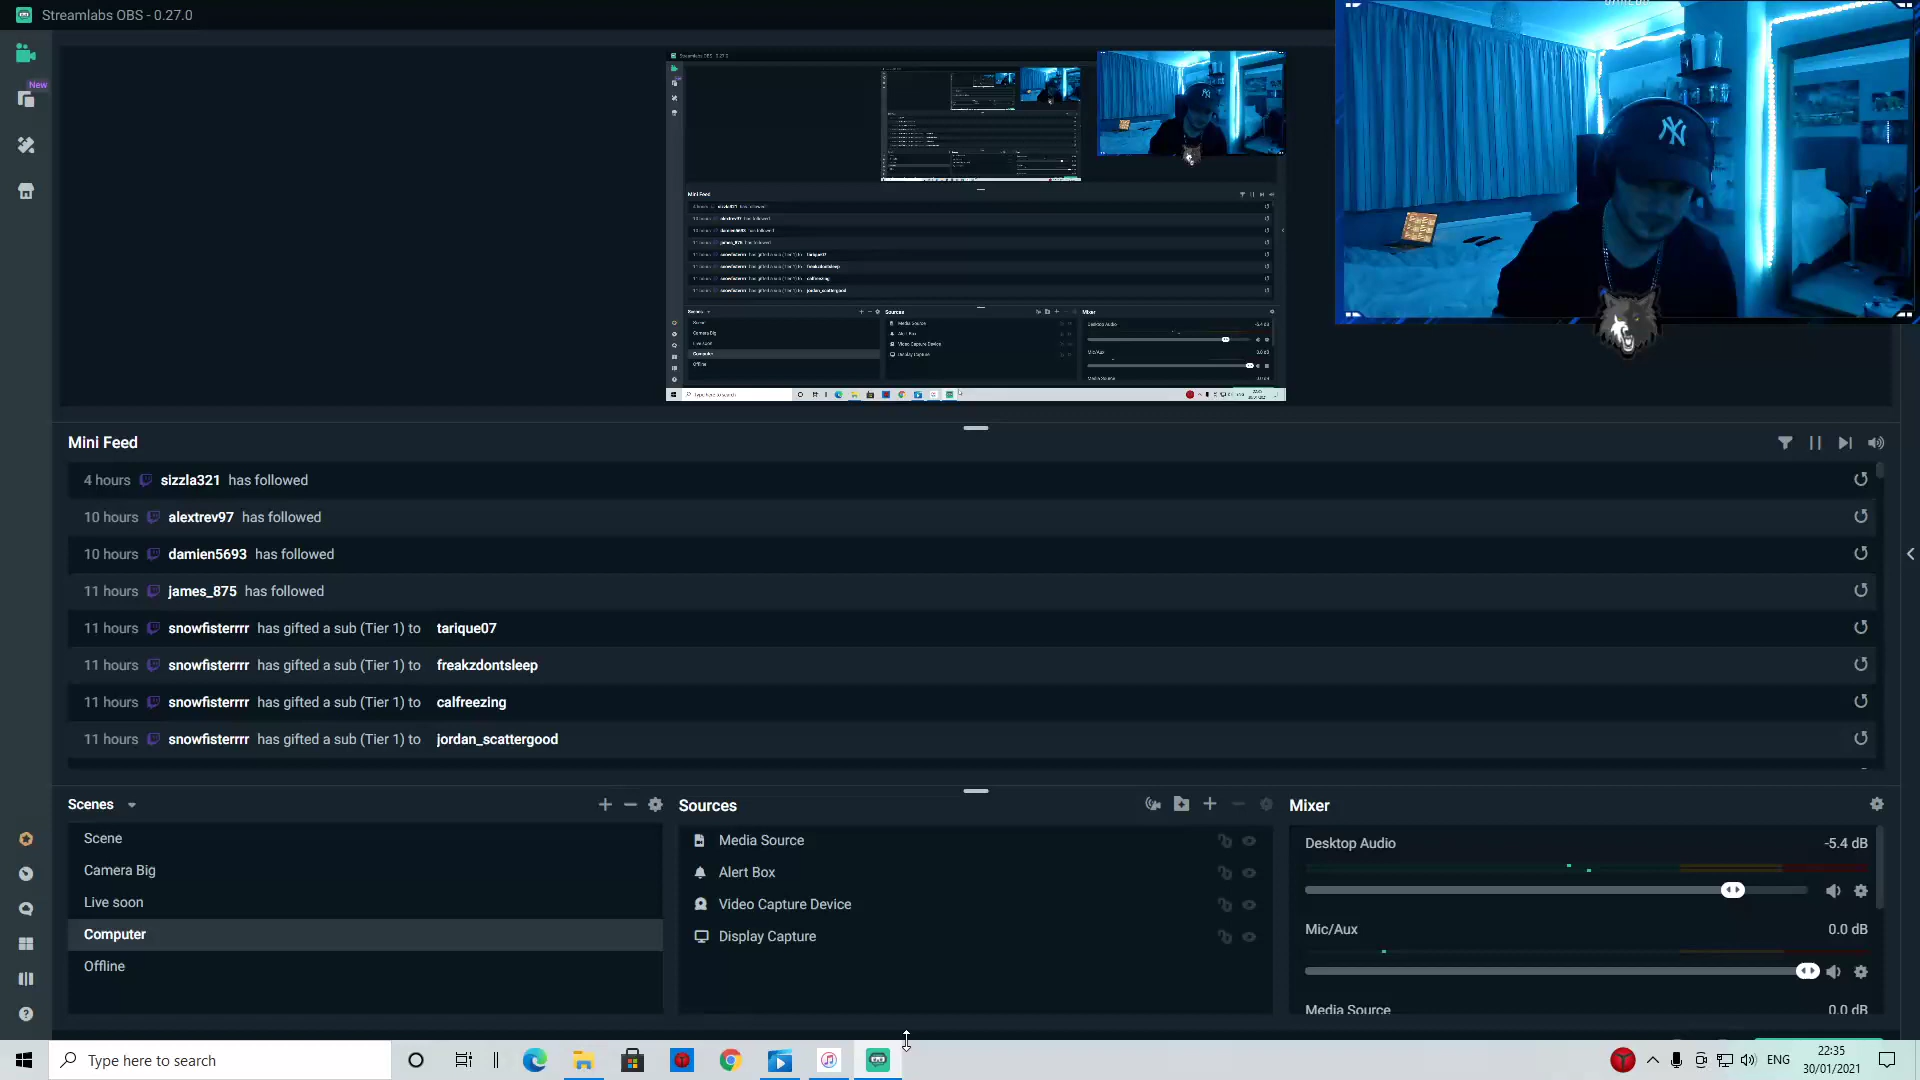 Streamlabs OBS - 0.27.0
New
Mini Feed
4 hours sizzla321 has followed
10 hours alextrev97 has followed
10 hours damien5693 has followed
11 hours james_875 has followed
11 hours snowfisterrrr has gifted a sub (Tier 1) to tarique07
11 hours snowfisterrrr has gifted a sub (Tier 1) to freakzdontsleep
11 hours snowfisterrrr has gifted a sub (Tier 1) to calfreezing
11 hours snowfisterrrr has gifted a sub (Tier 1) to jordan_scattergood
Scenes
Scene
Camera Big
Live soon
Computer
Offline
Sources
Media Source
Alert Box
Video Capture Device
Display Capture
Mixer
Desktop Audio -5.4 dB
Mic/Aux 0.0 dB
Media Source 0.0 dB
Type here to search
ENG
22:35
30/01/2021